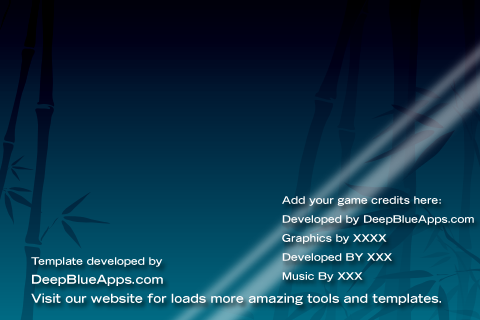 Add your game credits here:
Developed by DeepBlueApps.com
Graphics by XXXX
Developed BY XXX
Music By XXX
Template developed by
DeepBlueApps.com
Visit our website for loads more amazing tools and templates.